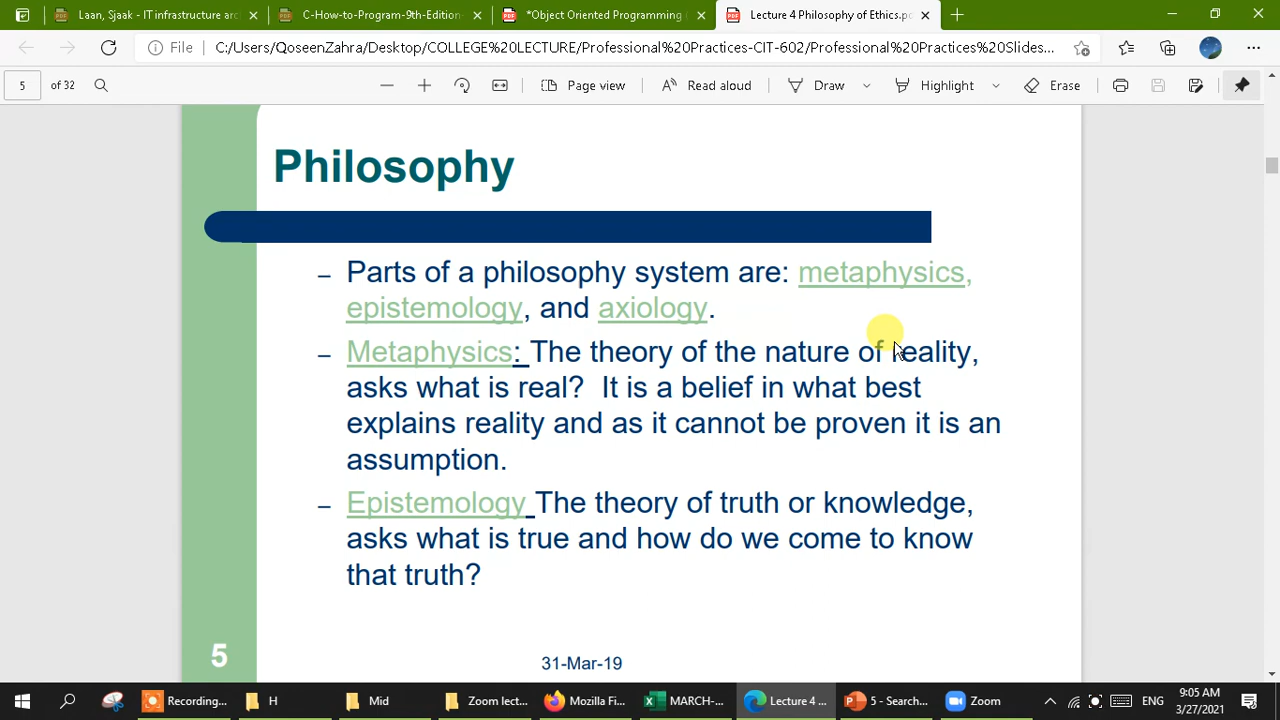 Laan, Sjaak - IT infrastructure arc
C-How-to-Program-9th-Edition-
*Object Oriented Programming (
Lecture 4 Philosophy of Ethics.pd
File
C:/Users/QoseenZahra/Desktop/COLLEGE%20LECTURE/Professional%20Practices-CIT-602/Professional%20Practices%20Slides...
5 of 32
Page view
Read aloud
Draw
Highlight
Erase
Philosophy
– Parts of a philosophy system are: metaphysics,
epistemology, and axiology.
– Metaphysics: The theory of the nature of reality,
asks what is real? It is a belief in what best
explains reality and as it cannot be proven it is an
assumption.
– Epistemology The theory of truth or knowledge,
asks what is true and how do we come to know
that truth?
5
31-Mar-19
Recording...
H
Mid
Zoom lect...
Mozilla Fi...
MARCH-...
Lecture 4 ...
5 - Search...
Zoom
ENG
9:05 AM
3/27/2021